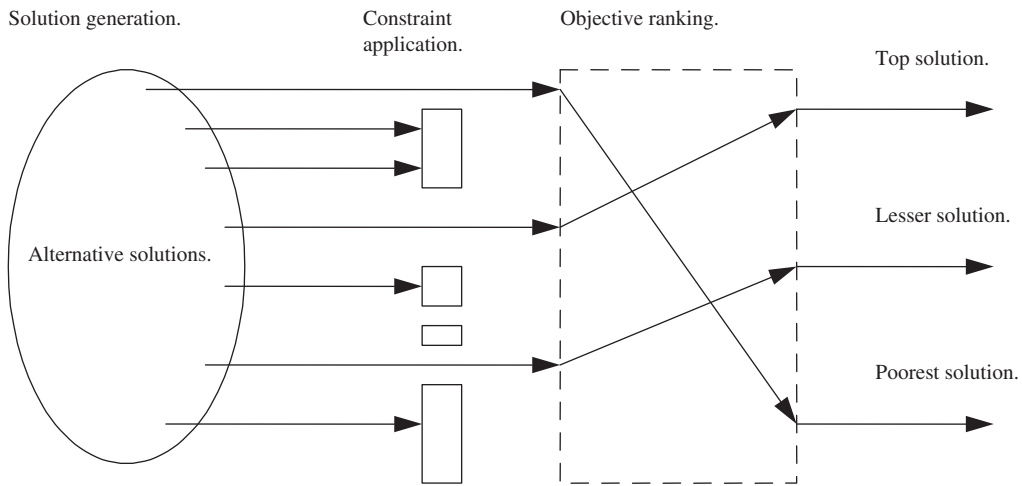 Solution generation.
Constraint
application.
Objective ranking.
Top solution.
Alternative solutions.
Lesser solution.
Poorest solution.